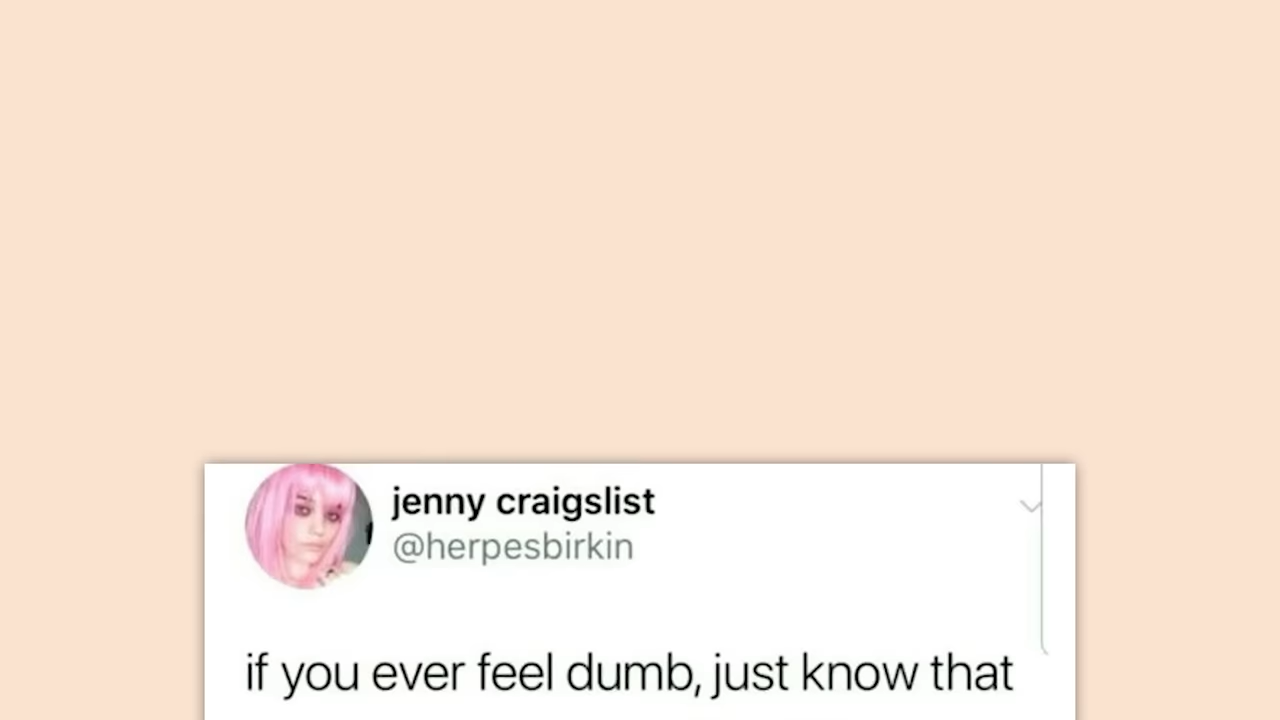 jenny craigslist
@herpesbirkin
if you ever feel dumb, just know that